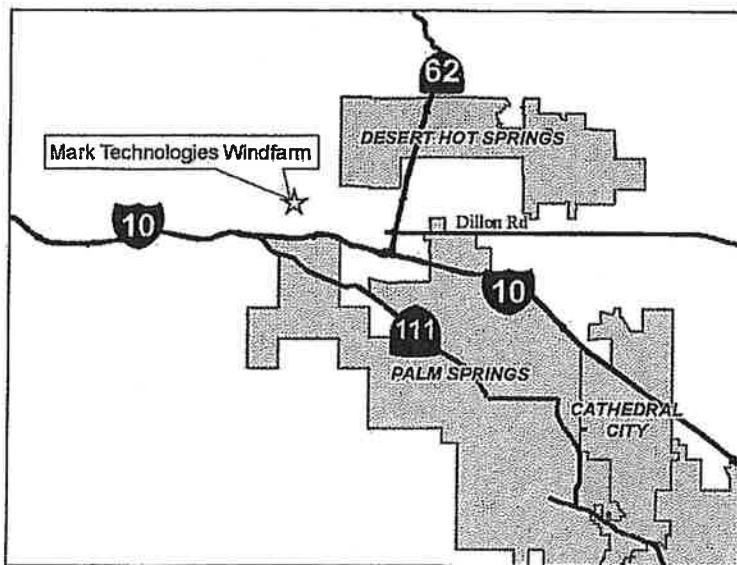 62
DESERT HOT SPRINGS
Mark Technologies Windfarm
10
Dillon Rd
10
111
PALM SPRINGS
CATHEDRAL
CITY